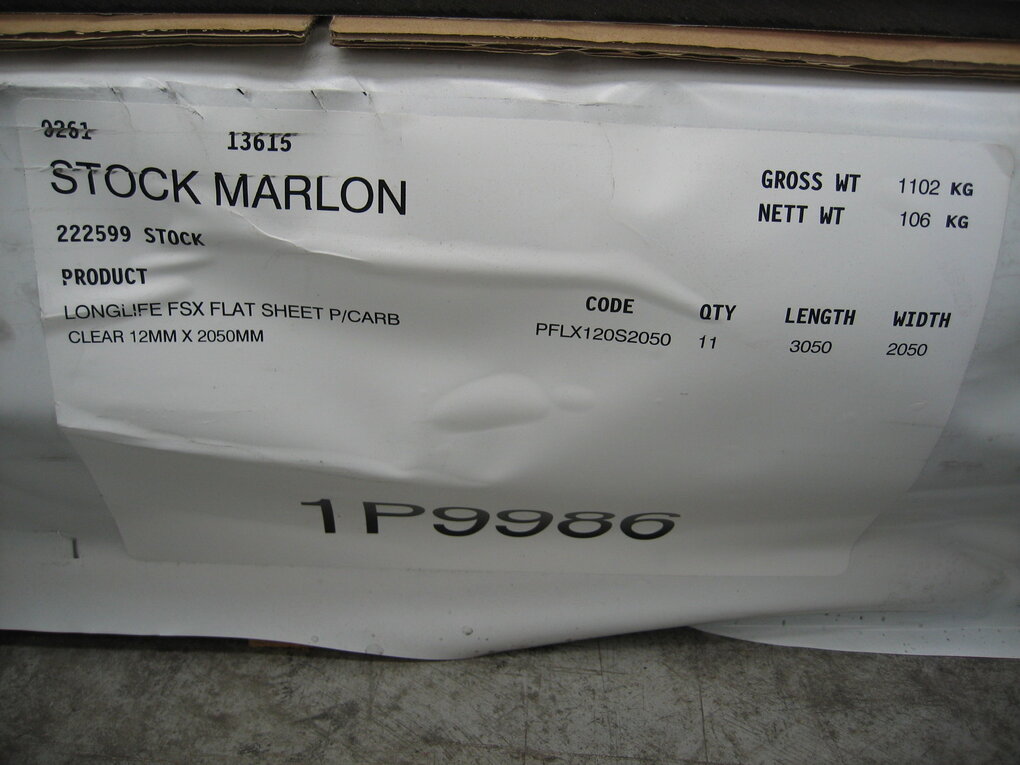 0261 13615
STOCK MARLON
GROSS WT 1102 KG
NETT WT 106 KG
222599 STOCK
PRODUCT
CODE QTY LENGTH WIDTH
LONGLIFE FSX FLAT SHEET P/CARB
CLEAR 12MM X 2050MM
PFLX120S2050 11 3050 2050
1P9986